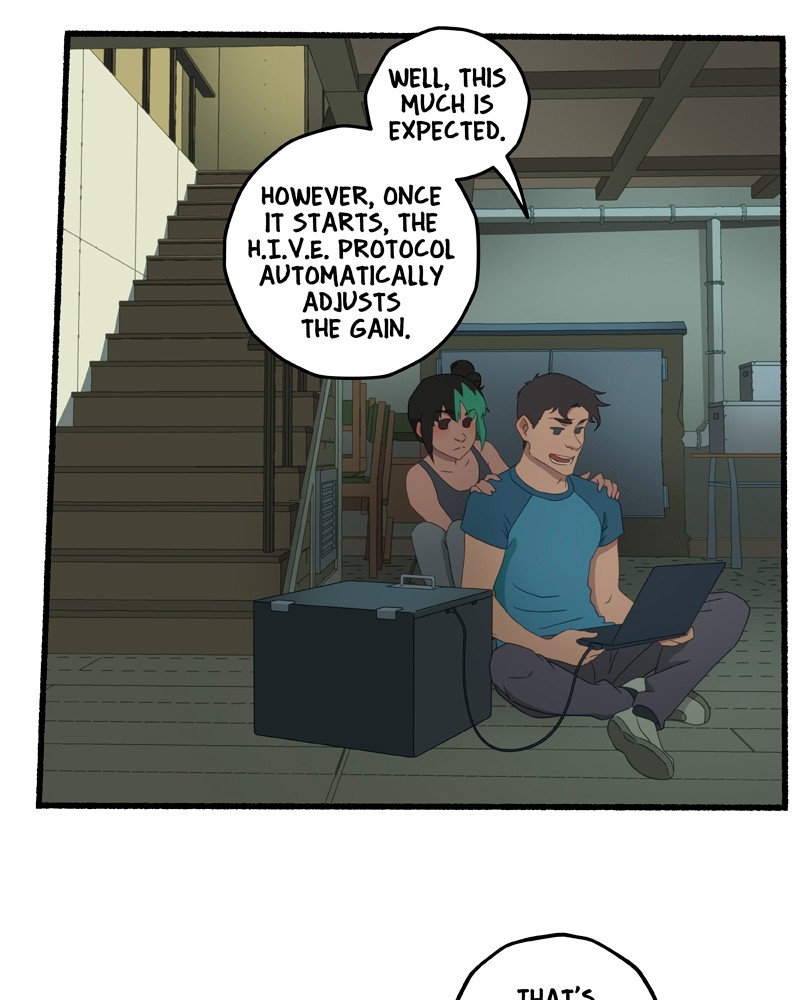 WELL, THIS
MUCH IS
EXPECTED.
HOWEVER, ONCE
IT STARTS, THE
H.I.V.E. PROTOCOL
AUTOMATICALLY
ADJUSTS
THE GAIN.
THAT'S